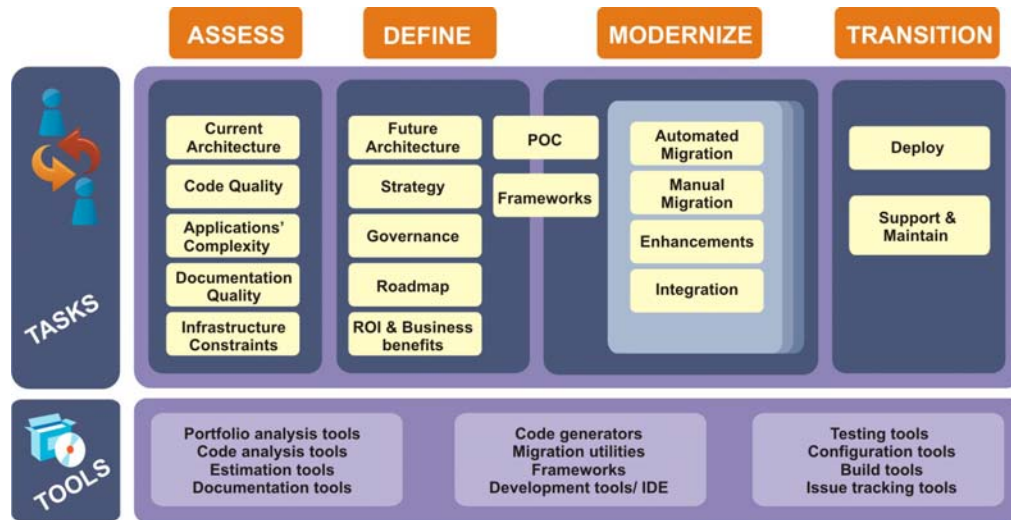 ASSESS
DEFINE
MODERNIZE
TRANSITION
TASKS
Current
Architecture
Code Quality
Applications’
Complexity
Documentation
Quality
Infrastructure
Constraints
Future
Architecture
Strategy
Governance
Roadmap
ROI & Business
benefits
POC
Frameworks
Automated
Migration
Manual
Migration
Enhancements
Integration
Deploy
Support &
Maintain
TOOLS
Portfolio analysis tools
Code analysis tools
Estimation tools
Documentation tools
Code generators
Migration utilities
Frameworks
Development tools/ IDE
Testing tools
Configuration tools
Build tools
Issue tracking tools